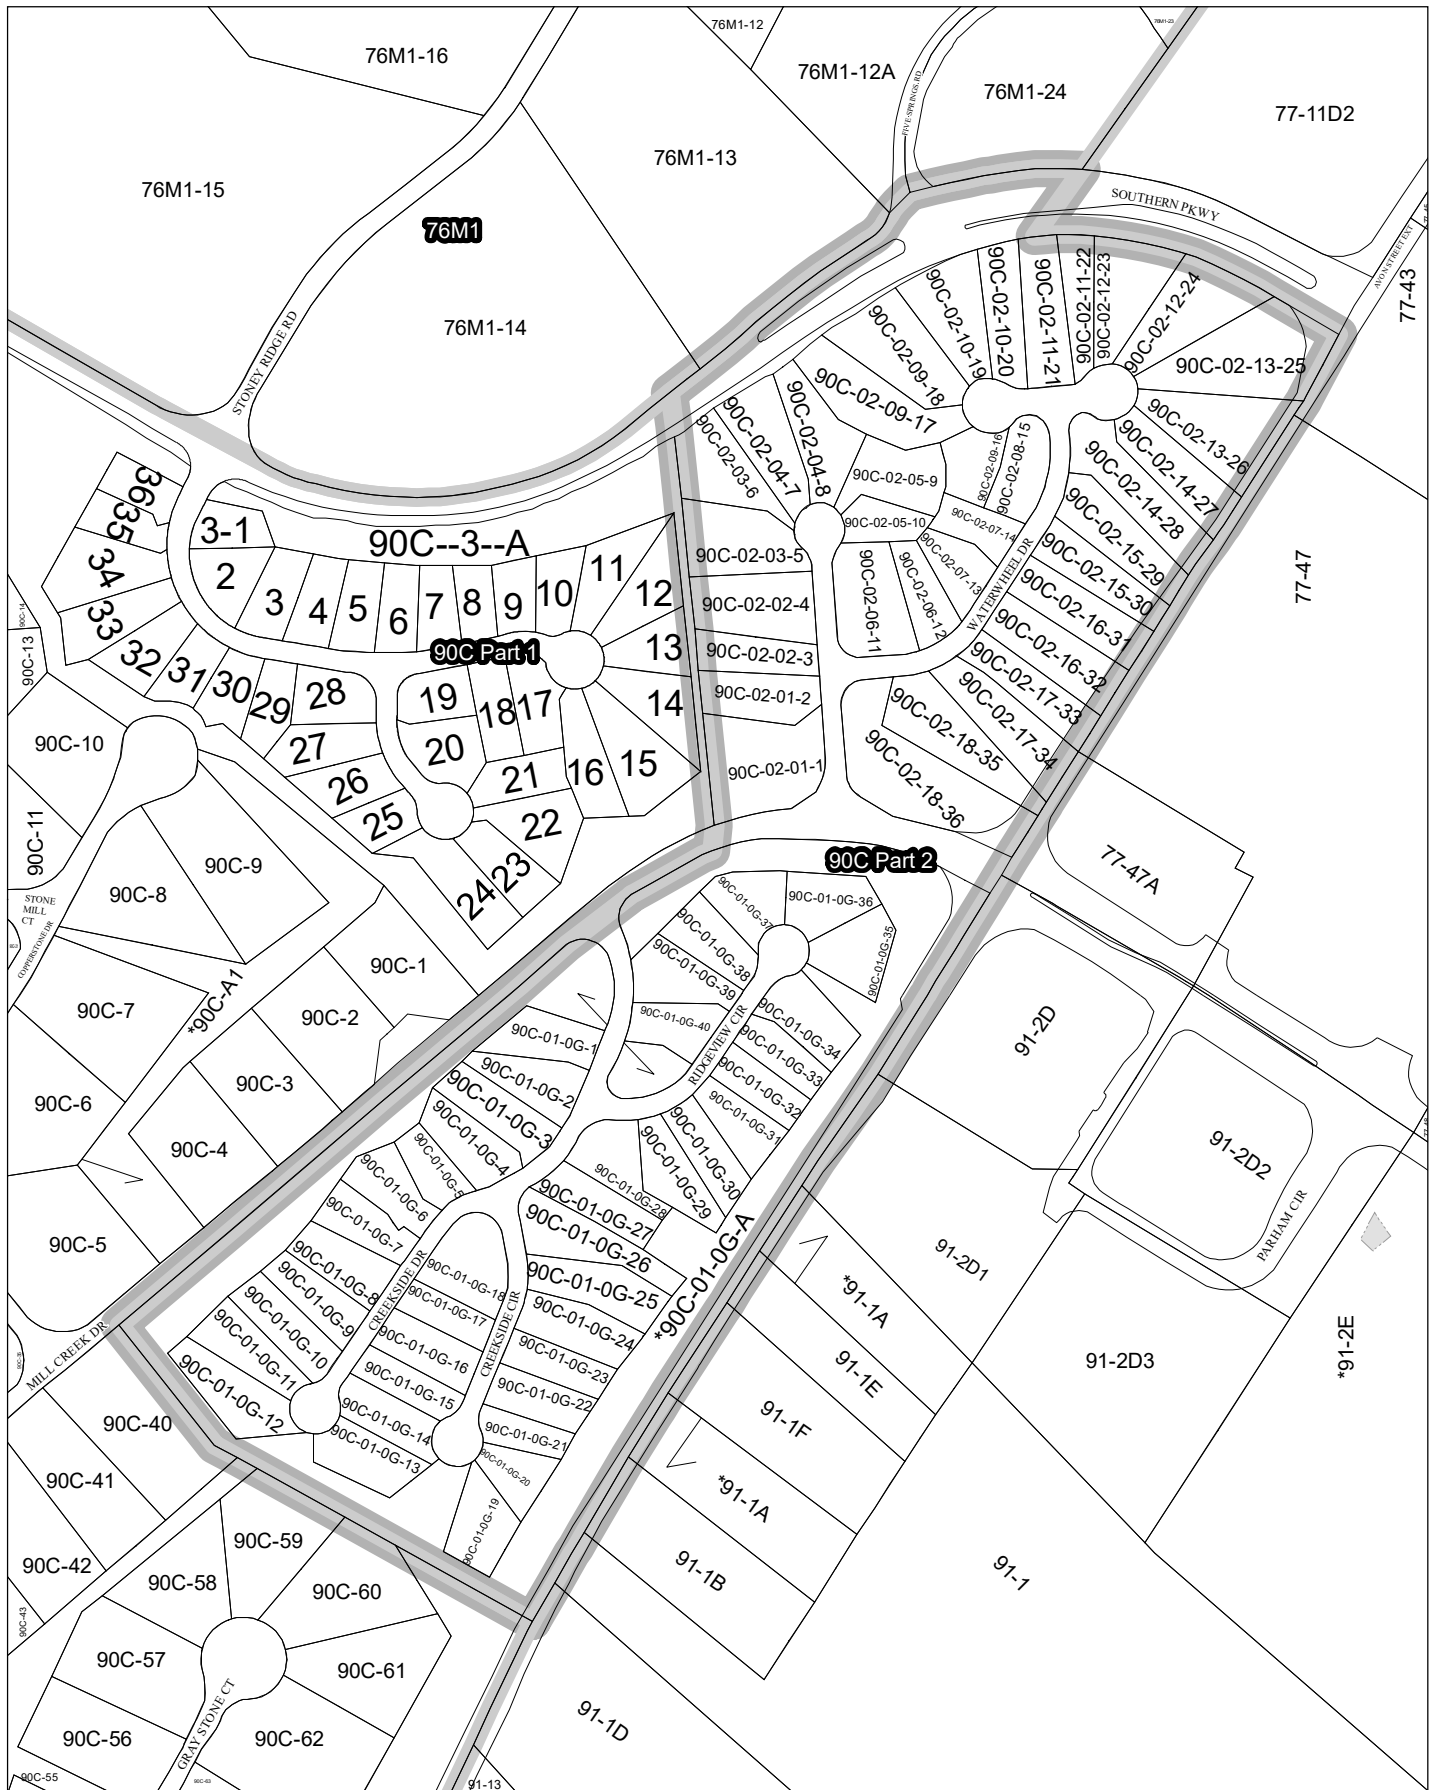 76M1-12
76M1-23
76M1-16
76M1-12A
76M1-24
77-11D2
FIVE SPRINGS RD
76M1-13
76M1-15
76M1
SOUTHERN PKWY
AVON STREET EXT
77-43
76M1-14
STONEY RIDGE RD
90C-02-10-19
90C-02-10-20
90C-02-11-21
90C-02-11-22
90C-02-12-23
90C-02-12-24
90C-02-13-25
90C-02-09-18
90C-02-09-17
90C-02-04-8
90C-02-04-7
90C-02-03-6
90C-02-13-26
90C-02-14-27
90C-02-14-28
90C-02-09-16
90C-02-08-15
90C-02-05-9
90C-02-05-10
90C-02-07-14
90C-02-07-13
90C-02-15-29
90C-02-15-30
90C-02-16-31
90C-02-16-32
90C-02-17-33
90C-02-17-34
90C-02-18-35
90C-02-18-36
WATERWHEEL DR
90C-02-06-11
90C-02-06-12
90C-02-03-5
90C-02-02-4
90C-02-02-3
90C-02-01-2
90C-02-01-1
77-47
36
35
34
33
32
31
30
29
28
27
26
25
3-1
2
3
4
5
6
7
8
9
10
11
12
13
14
15
16
17
18
19
20
21
22
23
24
90C--3--A
90C Part 1
90C-14
90C-13
90C-10
90C-11
90C-9
90C-8
STONE
MILL
CT
COPPERSTONE DR
90C-7
*90C-A1
90C-1
90C-2
90C-3
90C-6
90C-4
90C-5
90C Part 2
77-47A
90C-01-0G-37
90C-01-0G-36
90C-01-0G-35
90C-01-0G-38
90C-01-0G-39
90C-01-0G-40
RIDGEVIEW CIR
90C-01-0G-34
90C-01-0G-33
90C-01-0G-32
90C-01-0G-31
90C-01-0G-30
90C-01-0G-29
90C-01-0G-28
90C-01-0G-27
90C-01-0G-26
90C-01-0G-25
90C-01-0G-24
90C-01-0G-23
90C-01-0G-22
90C-01-0G-21
90C-01-0G-20
90C-01-0G-19
90C-01-0G-1
90C-01-0G-2
90C-01-0G-3
90C-01-0G-4
90C-01-0G-5
90C-01-0G-6
90C-01-0G-7
90C-01-0G-8
90C-01-0G-9
90C-01-0G-10
90C-01-0G-11
90C-01-0G-12
90C-01-0G-18
90C-01-0G-17
90C-01-0G-16
90C-01-0G-15
90C-01-0G-14
90C-01-0G-13
CREEKSIDE DR
CREEKSIDE CIR
*90C-01-0G-A
91-2D
91-2D2
PARHAM CIR
91-2D1
91-2D3
*91-2E
*91-1A
91-1E
91-1F
*91-1A
91-1B
91-1
91-1D
91-13
MILL CREEK DR
90C-40
90C-41
90C-42
90C-43
90C-59
90C-58
90C-60
90C-57
90C-61
90C-56
90C-62
GRAY STONE CT
90C-55
90C-63